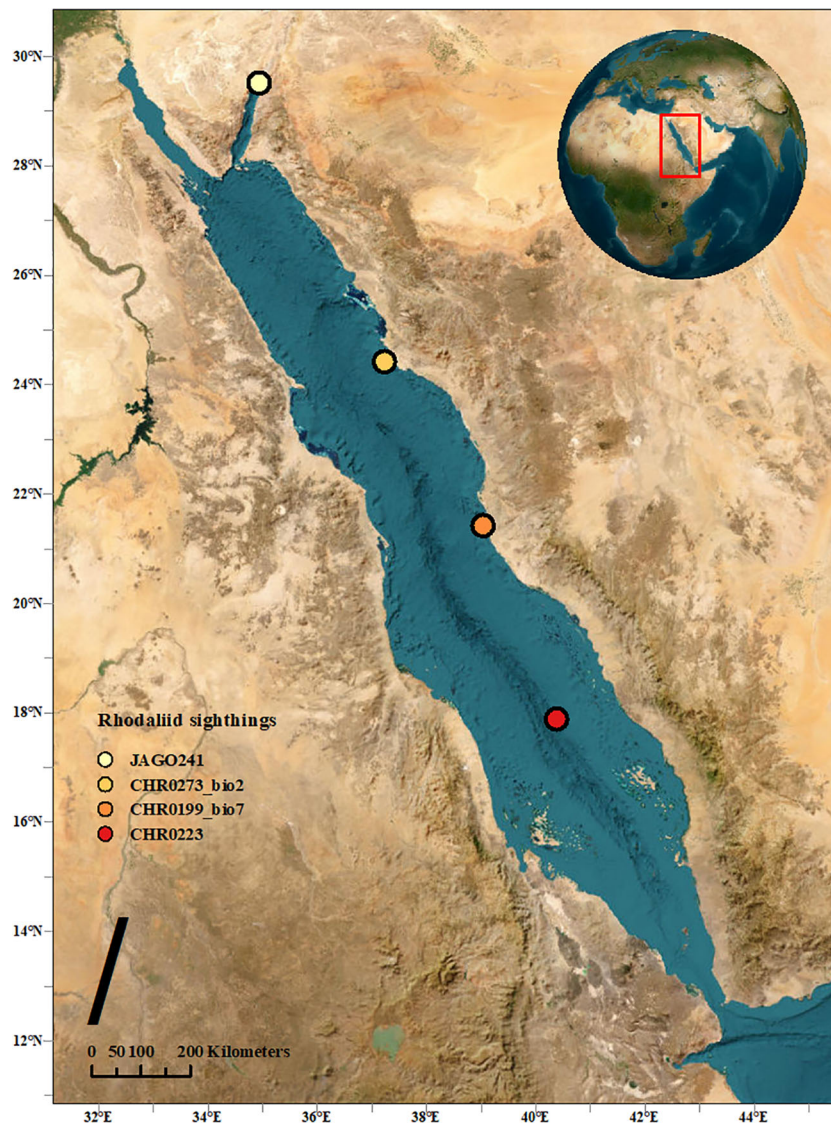 30°N
28°N
26°N
24°N
22°N
20°N
18°N
16°N
14°N
12°N
Rhodaliid sighthings
JAGO241
CHR0273_bio2
CHR0199_bio7
CHR0223
0 50 100 200 Kilometers
32°E 34°E 36°E 38°E 40°E 42°E 44°E